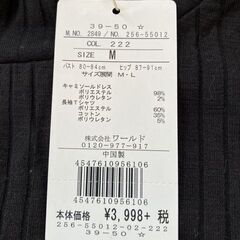 39-50 ☆
M.NO. 2849 / NO. 256-55012
COL. 222
SIZE M
バスト 80-84cm ヒップ 87-91cm
サイズ展開 M・L
キャミソールドレス
ポリエステル 98%
ポリウレタン 2%
長袖Tシャツ
ポリエステル 60%
コットン 35%
ポリウレタン 5%
株式会社 ワールド
0120-977-917
中国製
4547610956106
4547610956106
本体価格 ¥3,998+税
256-55012-02-222
39-50 ☆